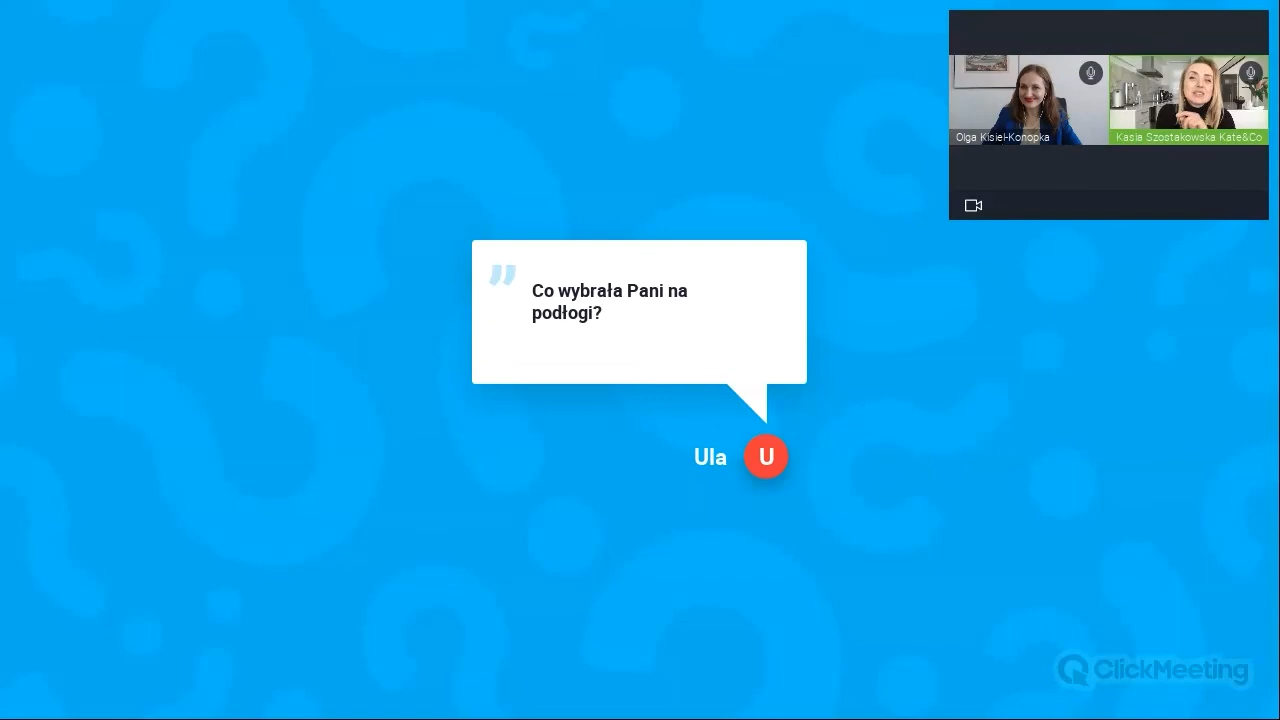 Olga Kisiel-Konopka
Kasia Szostakowska Kate&Co
”
Co wybrała Pani na
podłogi?
Ula
U
ClickMeeting